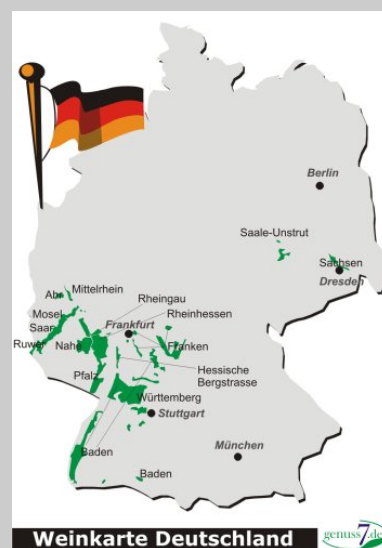 Berlin
Saale-Unstrut
Sachsen
Dresden
Ahr
Mittelrhein
Rheingau
Mosel
Saar
Ruwer
Frankfurt
Rheinhessen
Nahe
Franken
Pfalz
Hessische
Bergstrasse
Württemberg
Stuttgart
Baden
München
Baden
Weinkarte Deutschland
genuss7.de